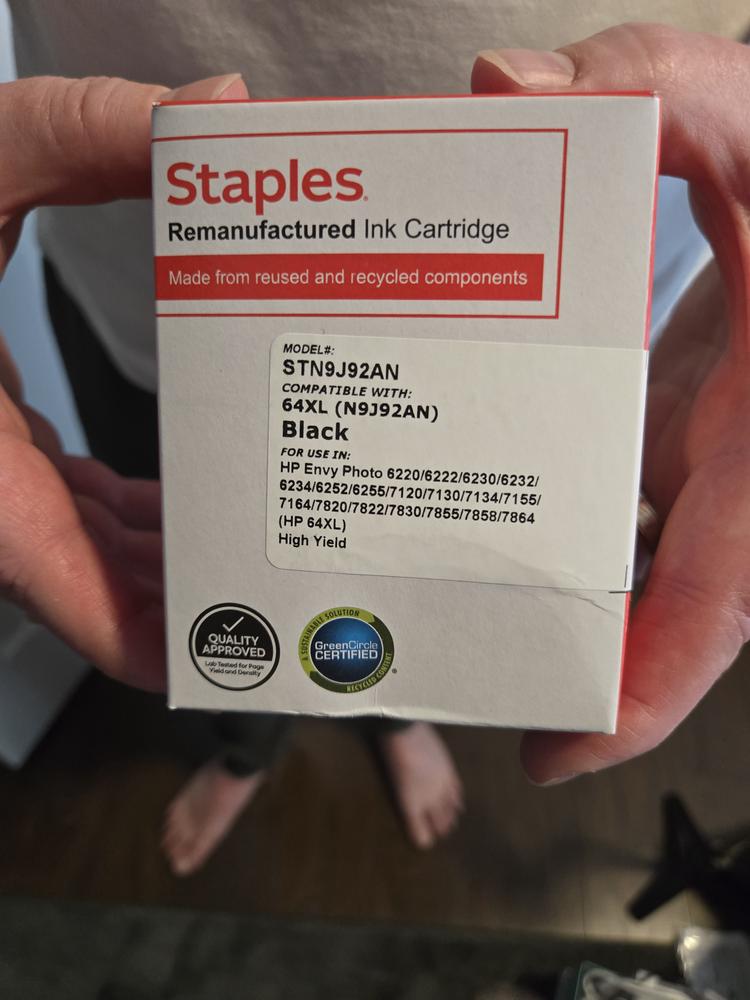 Staples.
Remanufactured Ink Cartridge
Made from reused and recycled components
MODEL#:
STN9J92AN
COMPATIBLE WITH:
64XL (N9J92AN)
Black
FOR USE IN:
HP Envy Photo 6220/6222/6230/6232/
6234/6252/6255/7120/7130/7134/7155/
7164/7820/7822/7830/7855/7858/7864
(HP 64XL)
High Yield
QUALITY
APPROVED
Lab Tested for Page
Yield and Density
A SUSTAINABLE SOLUTION
GreenCircle
CERTIFIED
RECYCLED CONTENT